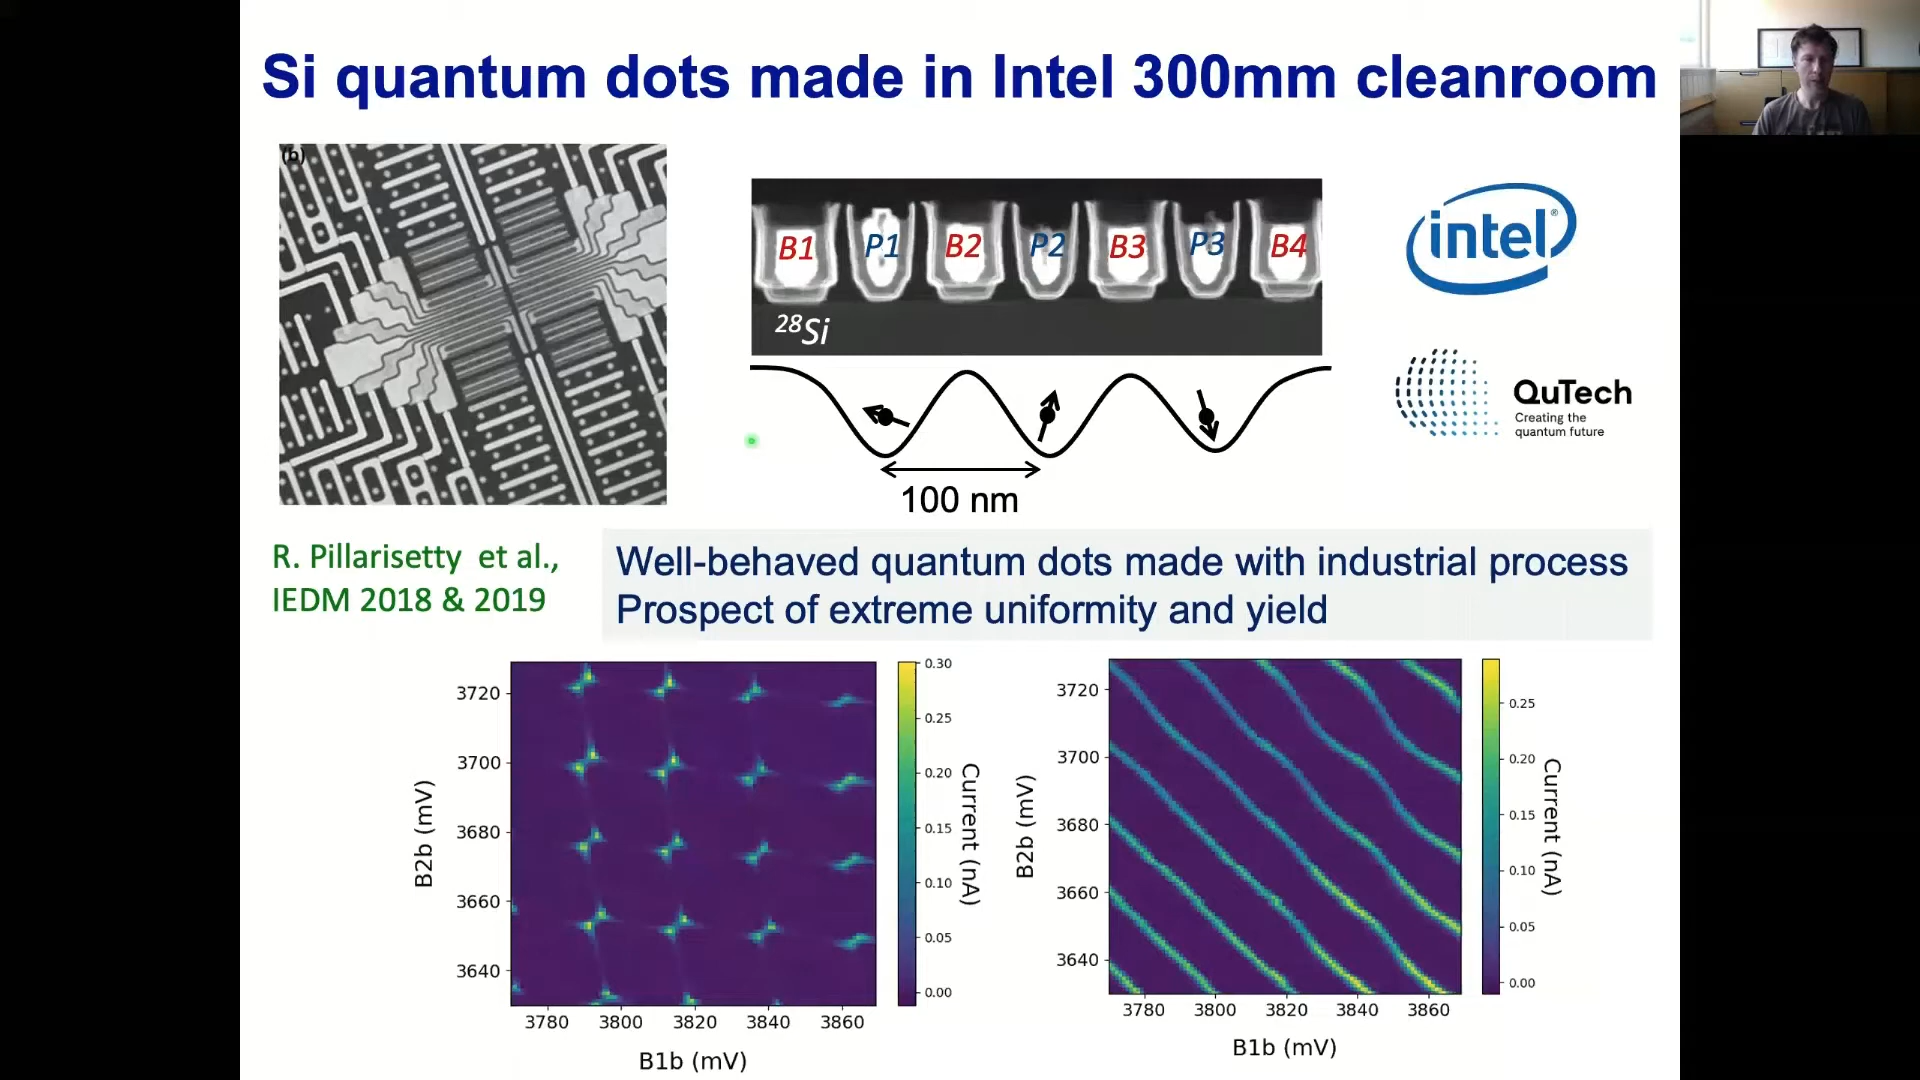 Si quantum dots made in Intel 300mm cleanroom
(b)
B1 P1 B2 P2 B3 P3 B4
²⁸Si
100 nm
intel®
QuTech
Creating the
quantum future
R. Pillarisetty et al.,
IEDM 2018 & 2019
Well-behaved quantum dots made with industrial process
Prospect of extreme uniformity and yield
3720
3700
3680
3660
3640
B2b (mV)
3780 3800 3820 3840 3860
B1b (mV)
0.30
0.25
0.20
0.15
0.10
0.05
0.00
Current (nA)
3720
3700
3680
3660
3640
B2b (mV)
3780 3800 3820 3840 3860
B1b (mV)
0.25
0.20
0.15
0.10
0.05
0.00
Current (nA)